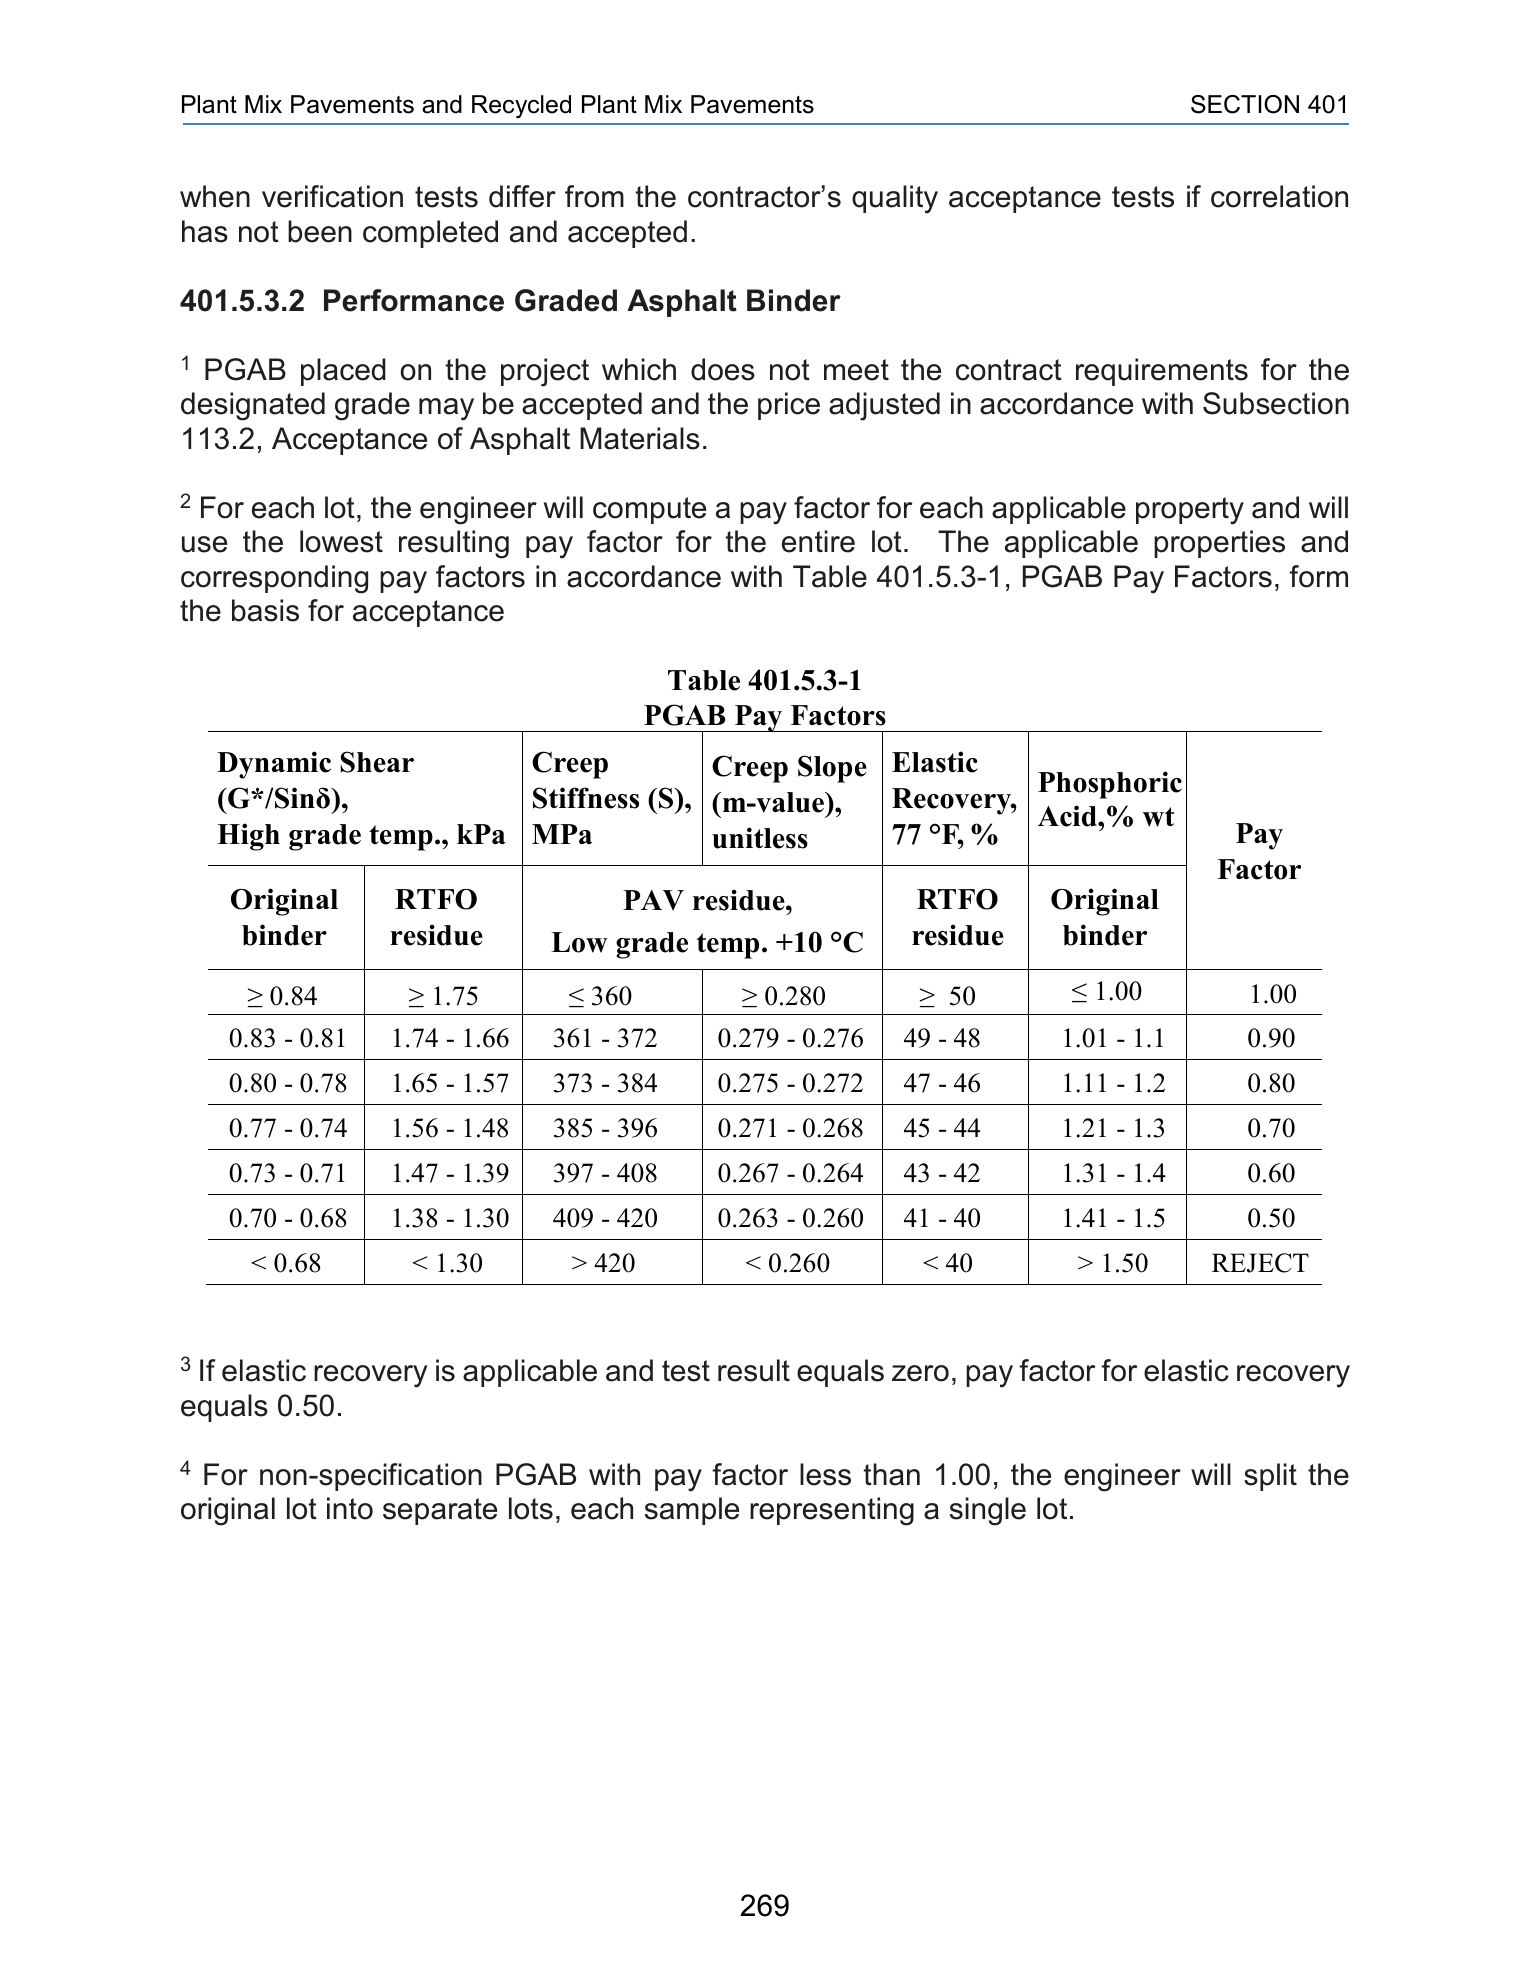 Plant Mix Pavements and Recycled Plant Mix Pavements SECTION 401
when verification tests differ from the contractor’s quality acceptance tests if correlation
has not been completed and accepted.
401.5.3.2 Performance Graded Asphalt Binder
1 PGAB placed on the project which does not meet the contract requirements for the
designated grade may be accepted and the price adjusted in accordance with Subsection
113.2, Acceptance of Asphalt Materials.
2 For each lot, the engineer will compute a pay factor for each applicable property and will
use the lowest resulting pay factor for the entire lot. The applicable properties and
corresponding pay factors in accordance with Table 401.5.3-1, PGAB Pay Factors, form
the basis for acceptance
Table 401.5.3-1
PGAB Pay Factors
Dynamic Shear
(G*/Sinδ),
High grade temp., kPa
Creep
Stiffness (S),
MPa
Creep Slope
(m-value),
unitless
Elastic
Recovery,
77 °F, %
Phosphoric
Acid,% wt
Pay
Factor
Original
binder
RTFO
residue
PAV residue,
Low grade temp. +10 °C
RTFO
residue
Original
binder
≥ 0.84 ≥ 1.75 ≤ 360 ≥ 0.280 ≥ 50 ≤ 1.00 1.00
0.83 - 0.81 1.74 - 1.66 361 - 372 0.279 - 0.276 49 - 48 1.01 - 1.1 0.90
0.80 - 0.78 1.65 - 1.57 373 - 384 0.275 - 0.272 47 - 46 1.11 - 1.2 0.80
0.77 - 0.74 1.56 - 1.48 385 - 396 0.271 - 0.268 45 - 44 1.21 - 1.3 0.70
0.73 - 0.71 1.47 - 1.39 397 - 408 0.267 - 0.264 43 - 42 1.31 - 1.4 0.60
0.70 - 0.68 1.38 - 1.30 409 - 420 0.263 - 0.260 41 - 40 1.41 - 1.5 0.50
< 0.68 < 1.30 > 420 < 0.260 < 40 > 1.50 REJECT
3 If elastic recovery is applicable and test result equals zero, pay factor for elastic recovery
equals 0.50.
4 For non-specification PGAB with pay factor less than 1.00, the engineer will split the
original lot into separate lots, each sample representing a single lot.
269